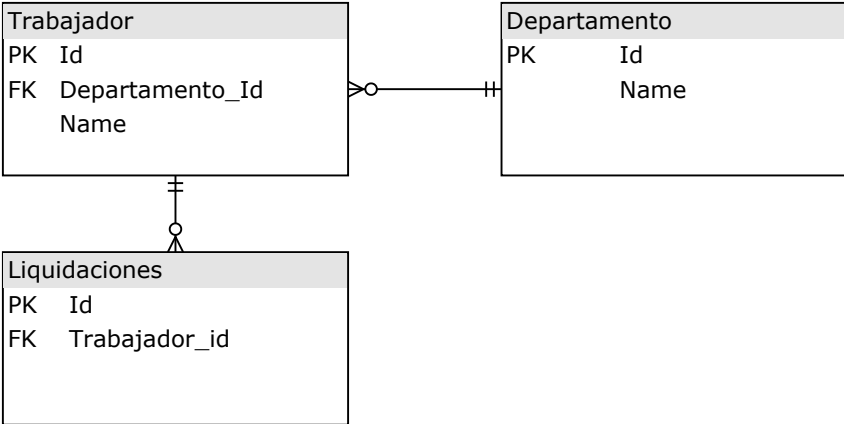 Trabajador
PK Id
FK Departamento_Id
Name
Departamento
PK Id
Name
Liquidaciones
PK Id
FK Trabajador_id